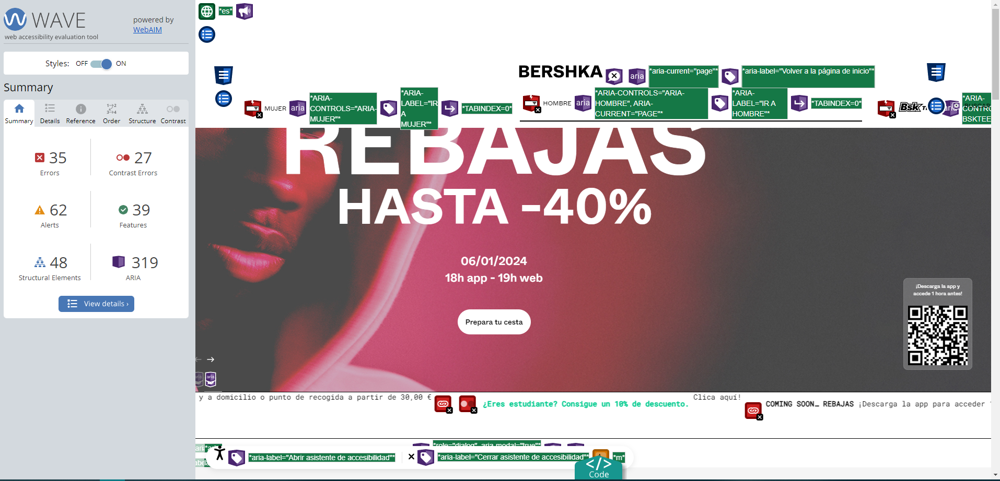 WAVE
powered by
WebAIM
web accessibility evaluation tool
Styles: OFF ON
Summary
Summary Details Reference Order Structure Contrast
35
Errors
27
Contrast Errors
62
Alerts
39
Features
48
Structural Elements
319
ARIA
View details ›
*es*
BERSHKA
aria
*aria-current="page"*
*aria-label="Volver a la página de inicio"*
MUJER
aria
*ARIA-
CONTROLS="ARIA-
MUJER"*
*ARIA-
LABEL="IR
A
MUJER"*
*TABINDEX=0*
HOMBRE
aria
*ARIA-CONTROLS="ARIA-
HOMBRE", ARIA-
CURRENT="PAGE"*
*ARIA-
LABEL="IR A
HOMBRE"*
*TABINDEX=0*
Bsk
*ARIA-
BSKTEE
REBAJAS
HASTA -40%
06/01/2024
18h app - 19h web
Prepara tu cesta
¡Descarga la app y
accede 1 hora antes!
aria
y a domicilio o punto de recogida a partir de 30,00 €
¿Eres estudiante? Consigue un 10% de descuento.
Clica aquí!
COMING SOON… REBAJAS ¡Descarga la app para acceder
*role="dialog", aria-modal="true"*
*aria-label="Abrir asistente de accesibilidad"*
*aria-label="Cerrar asistente de accesibilidad"*
*m*
</>
Code